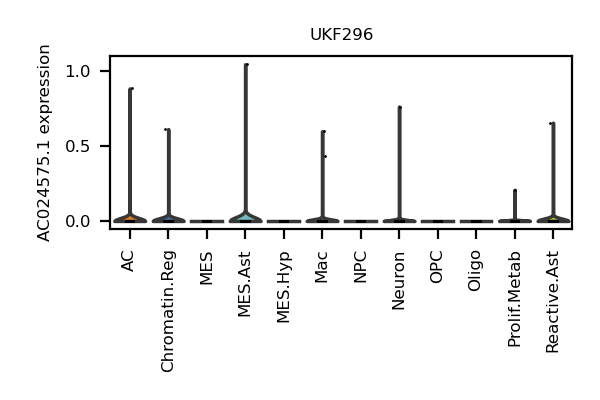 UKF296
AC024575.1 expression
1.0
0.5
0.0
AC
Chromatin.Reg
MES
MES.Ast
MES.Hyp
Mac
NPC
Neuron
OPC
Oligo
Prolif.Metab
Reactive.Ast